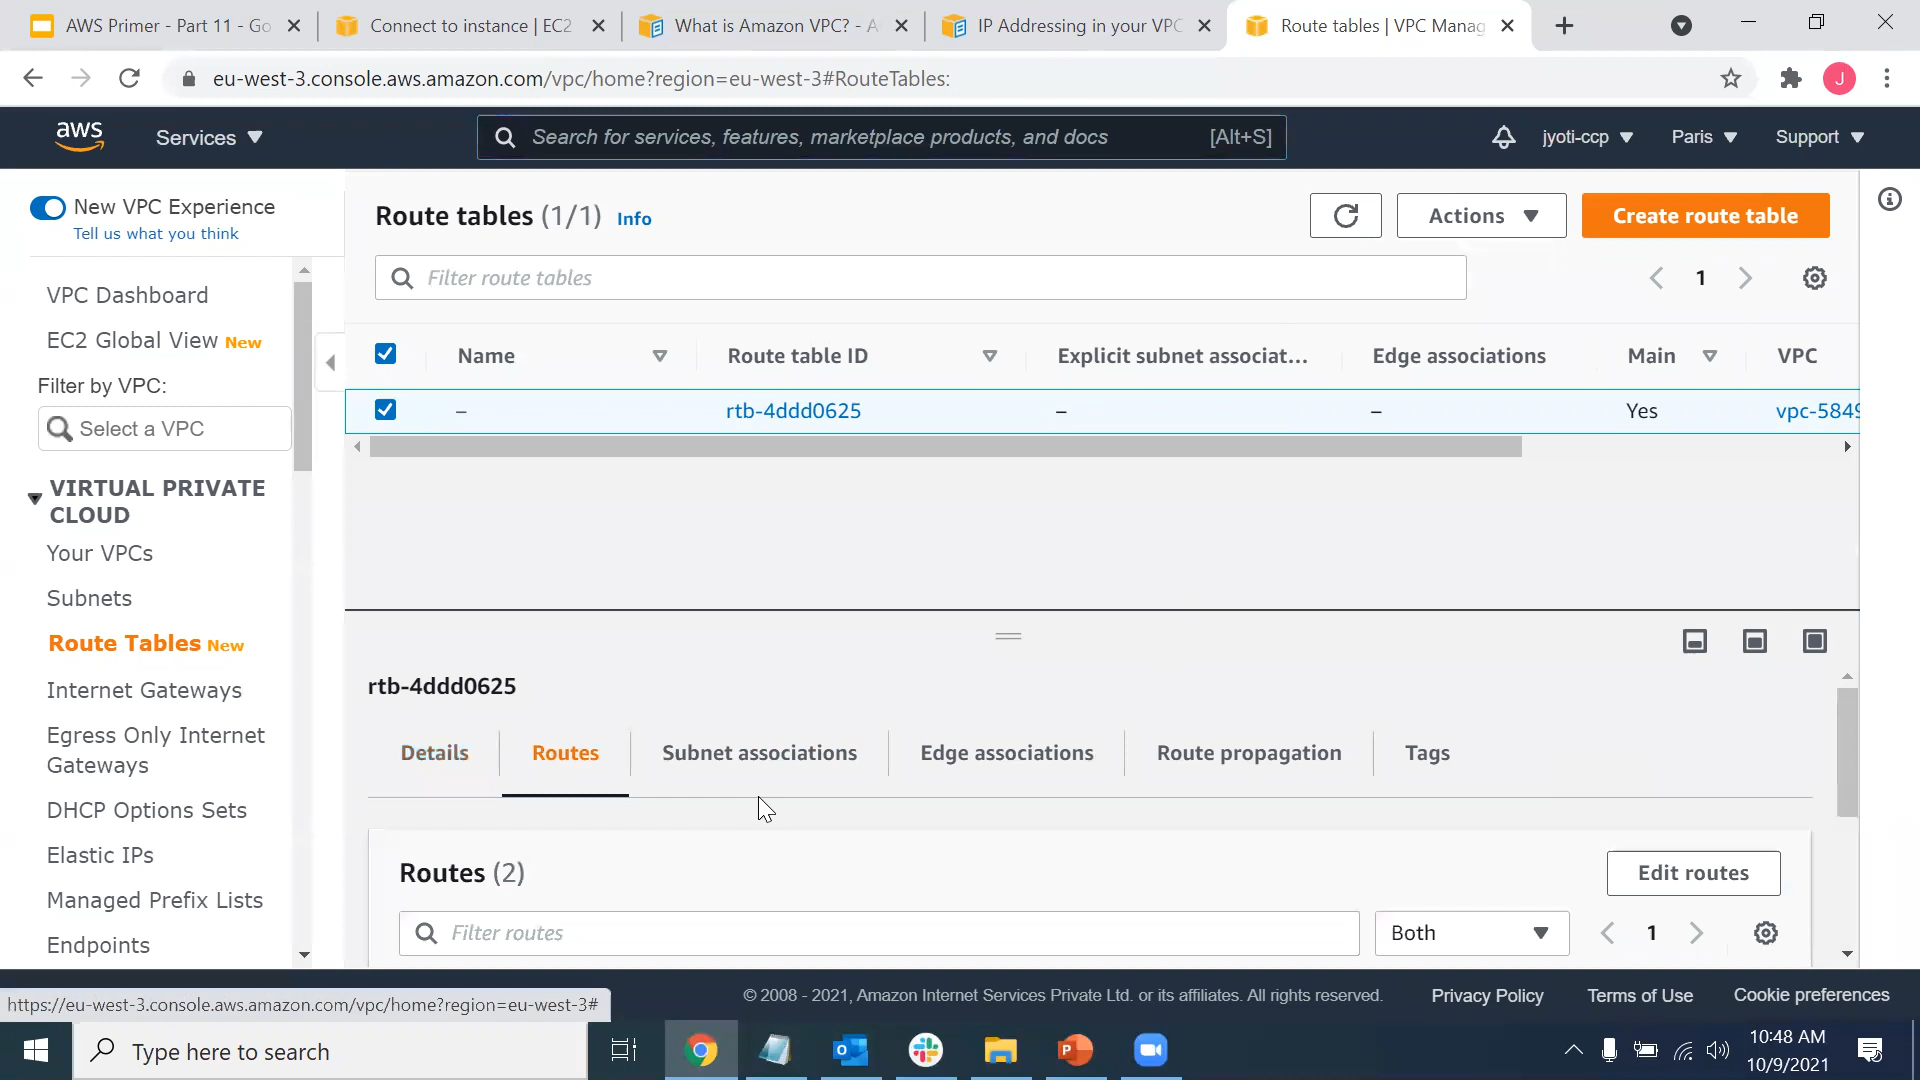 AWS Primer - Part 11 - Go
Connect to instance | EC2
What is Amazon VPC? - A
IP Addressing in your VPC
Route tables | VPC Manag
eu-west-3.console.aws.amazon.com/vpc/home?region=eu-west-3#RouteTables:
J
aws
Services
Search for services, features, marketplace products, and docs
[Alt+S]
jyoti-ccp
Paris
Support
New VPC Experience
Tell us what you think
VPC Dashboard
EC2 Global View New
Filter by VPC:
Select a VPC
VIRTUAL PRIVATE
CLOUD
Your VPCs
Subnets
Route Tables New
Internet Gateways
Egress Only Internet
Gateways
DHCP Options Sets
Elastic IPs
Managed Prefix Lists
Endpoints
Route tables (1/1) Info
Actions
Create route table
Filter route tables
1
Name
Route table ID
Explicit subnet associat...
Edge associations
Main
VPC
–
rtb-4ddd0625
–
–
Yes
vpc-5849
rtb-4ddd0625
Details
Routes
Subnet associations
Edge associations
Route propagation
Tags
Routes (2)
Edit routes
Filter routes
Both
1
https://eu-west-3.console.aws.amazon.com/vpc/home?region=eu-west-3#
© 2008 - 2021, Amazon Internet Services Private Ltd. or its affiliates. All rights reserved.
Privacy Policy
Terms of Use
Cookie preferences
Type here to search
10:48 AM
10/9/2021